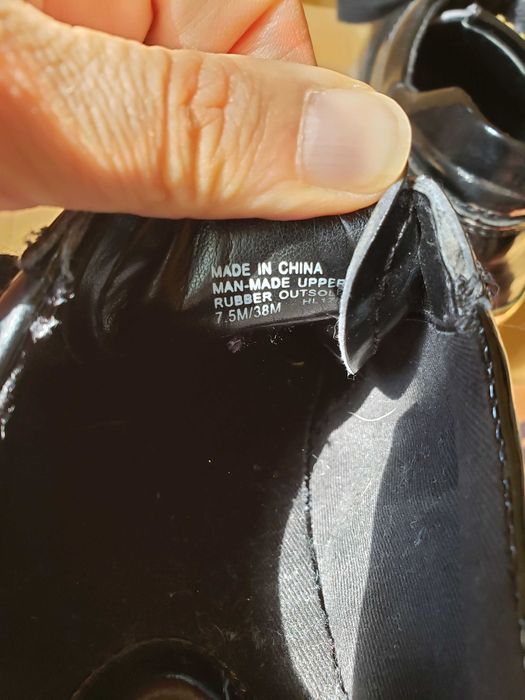 MADE IN CHINA
MAN-MADE UPPER
RUBBER OUTSOLE
7.5M/38M